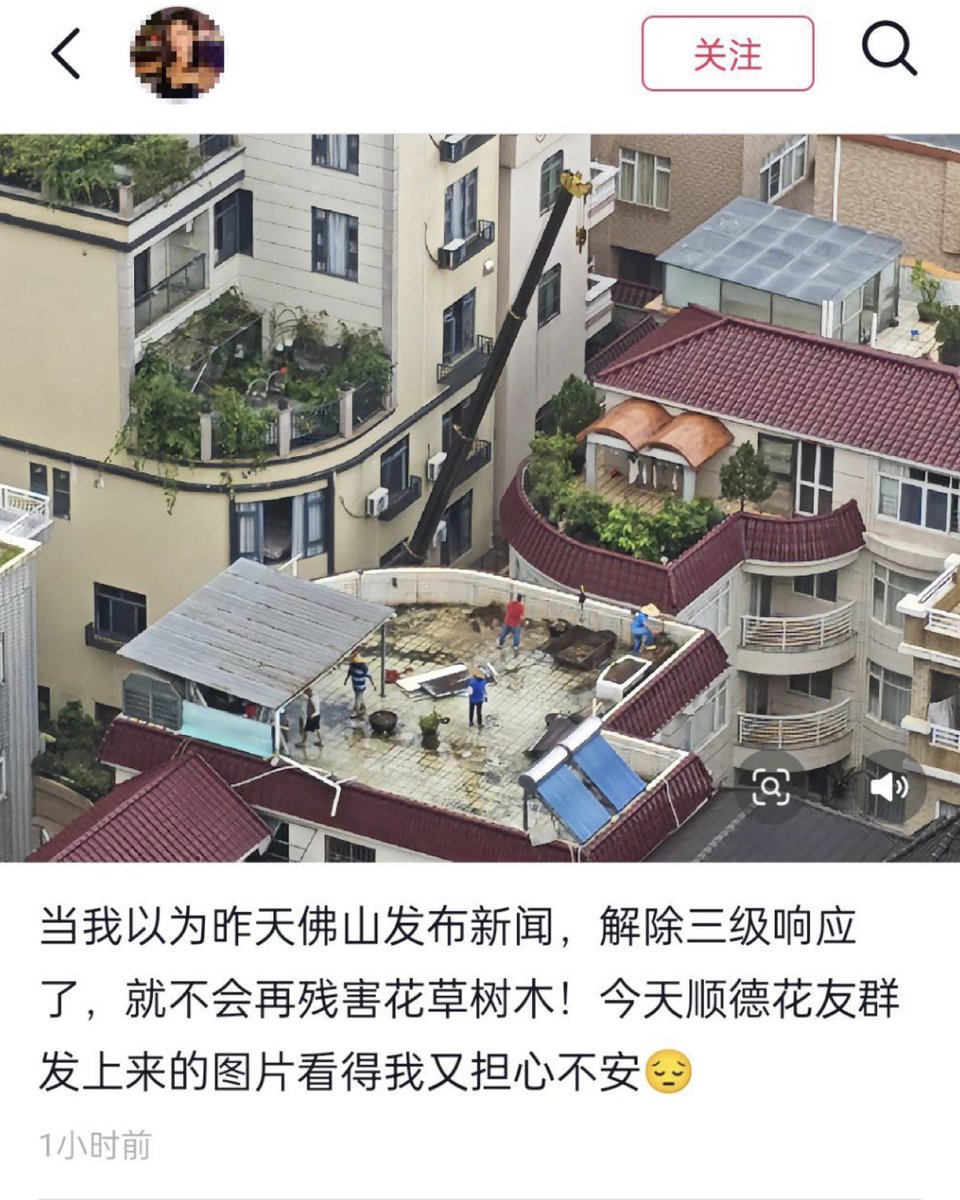 关注
当我以为昨天佛山发布新闻，解除三级响应
了，就不会再残害花草树木！今天顺德花友群
发上来的图片看得我又担心不安😔
1小时前